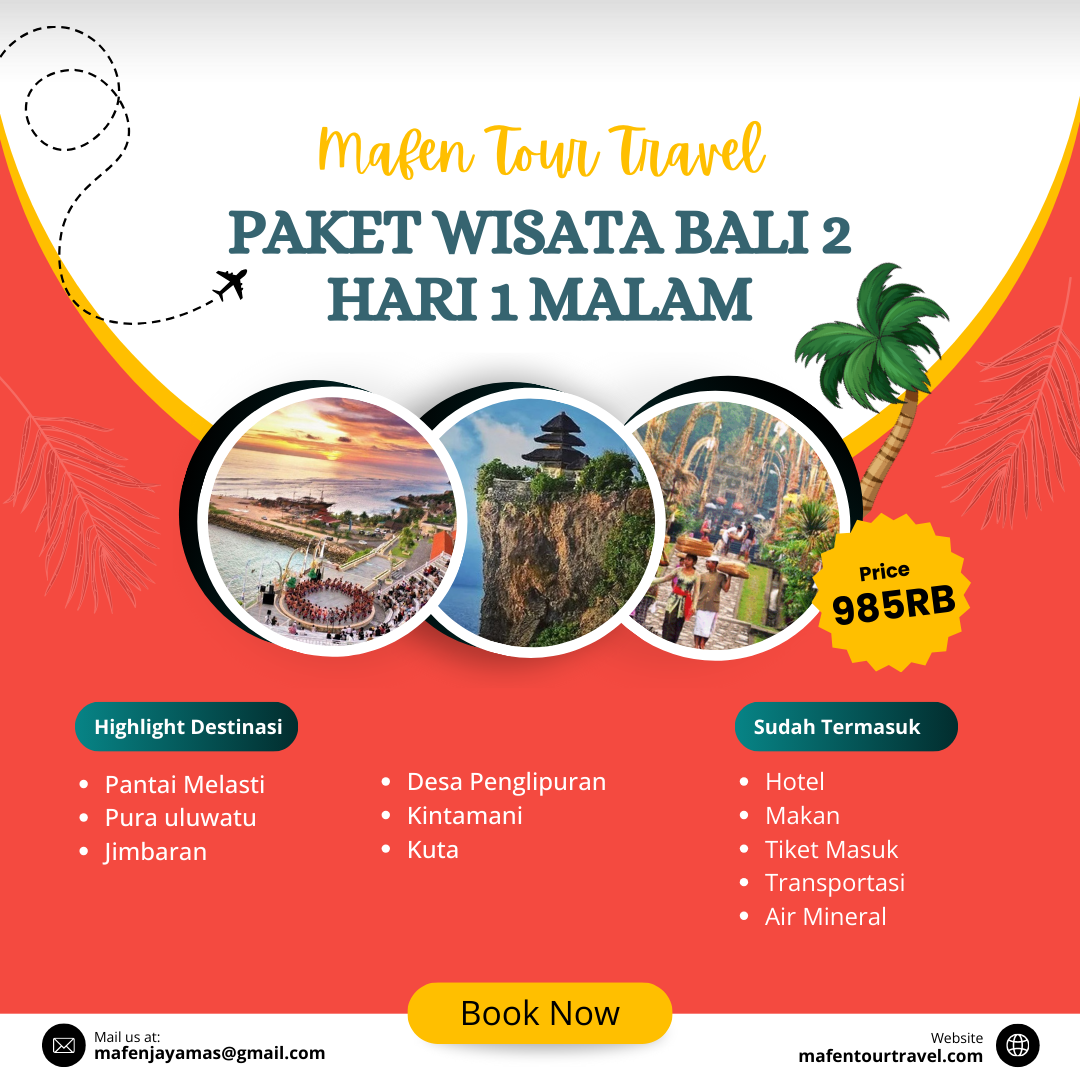 Mafen Tour Travel
PAKET WISATA BALI 2
HARI 1 MALAM
Price
985RB
Highlight Destinasi
• Pantai Melasti
• Pura uluwatu
• Jimbaran
• Desa Penglipuran
• Kintamani
• Kuta
Sudah Termasuk
• Hotel
• Makan
• Tiket Masuk
• Transportasi
• Air Mineral
Book Now
Mail us at:
mafenjayamas@gmail.com
Website
mafentourtravel.com